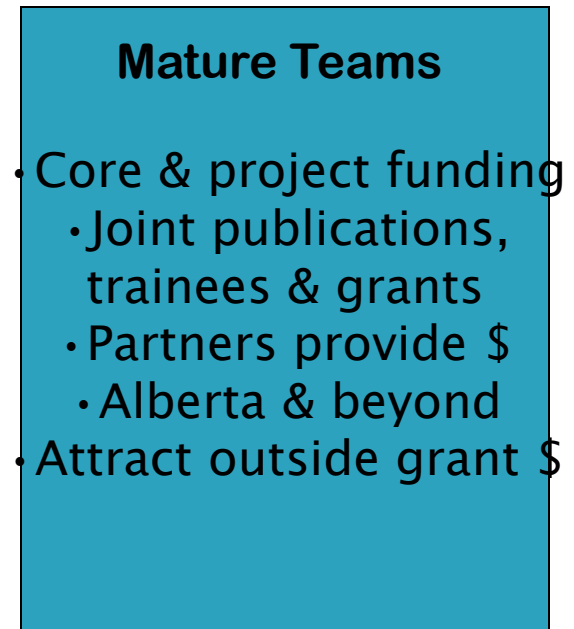 Mature Teams
• Core & project funding
• Joint publications,
trainees & grants
• Partners provide $
• Alberta & beyond
• Attract outside grant $